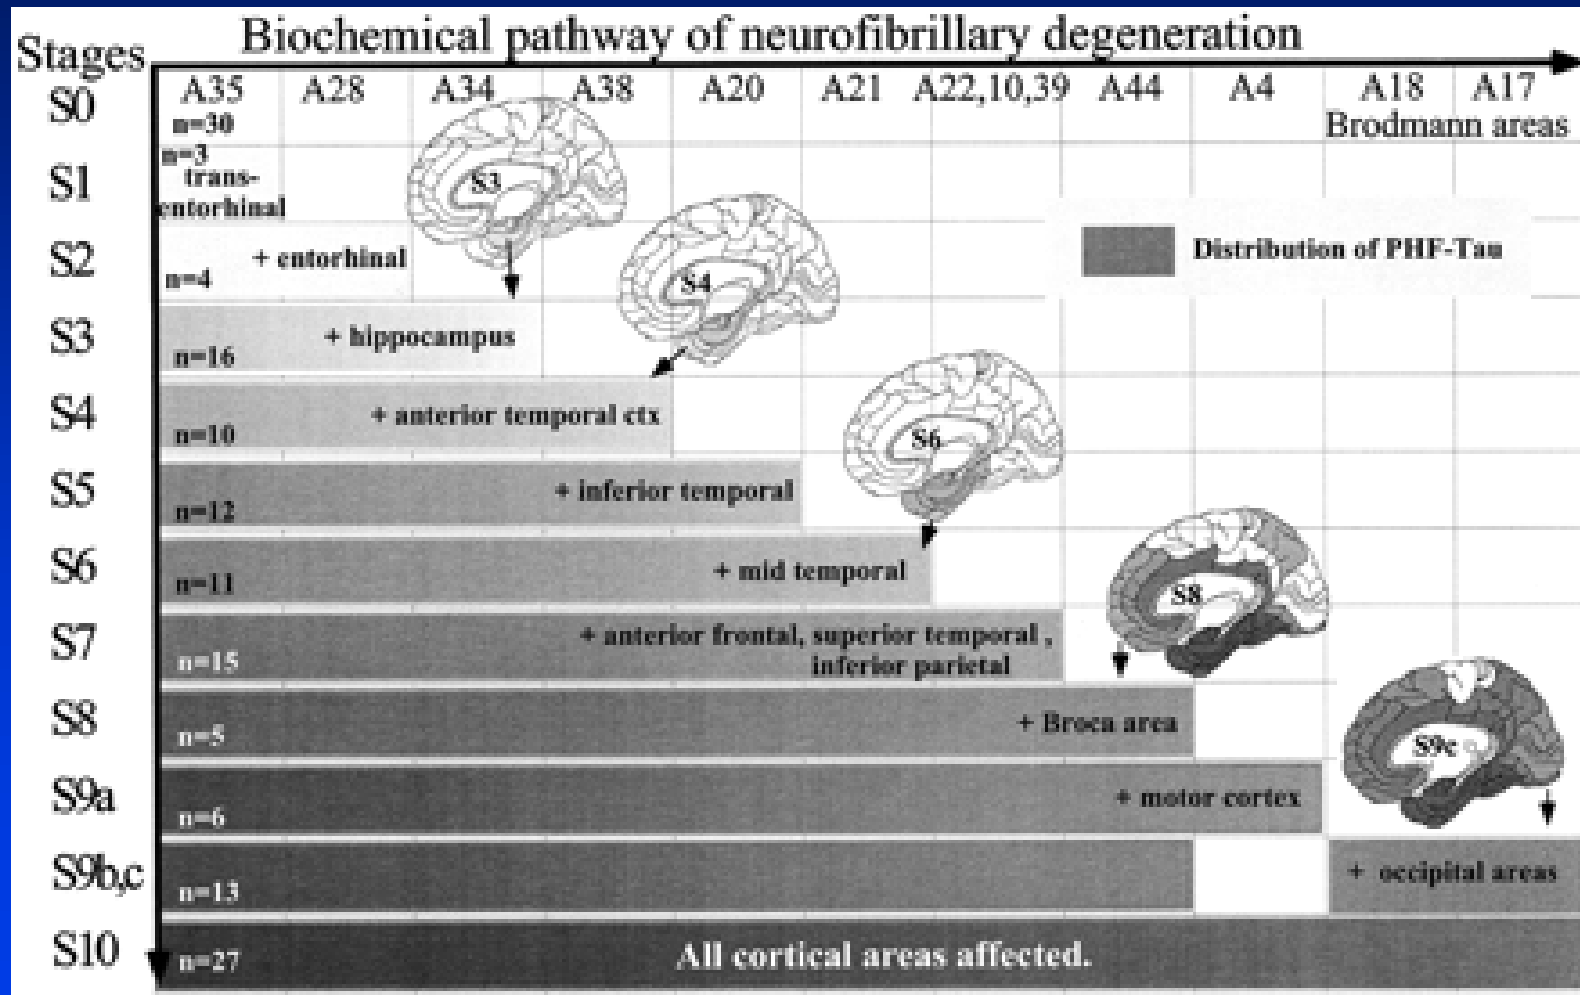 Biochemical pathway of neurofibrillary degeneration
Stages
A35 A28 A34 A38 A20 A21 A22,10,39 A44 A4 A18 A17
Brodmann areas
S0
n=30
S1
n=3
trans-
entorhinal
S3
S2
n=4
+ entorhinal
S4
Distribution of PHF-Tau
S3
n=16
+ hippocampus
S4
n=10
+ anterior temporal ctx
S6
S5
n=12
+ inferior temporal
S6
n=11
+ mid temporal
S8
S7
n=15
+ anterior frontal, superior temporal ,
inferior parietal
S8
n=5
+ Broca area
S9c
S9a
n=6
+ motor cortex
S9b,c
n=13
+ occipital areas
S10
n=27
All cortical areas affected.